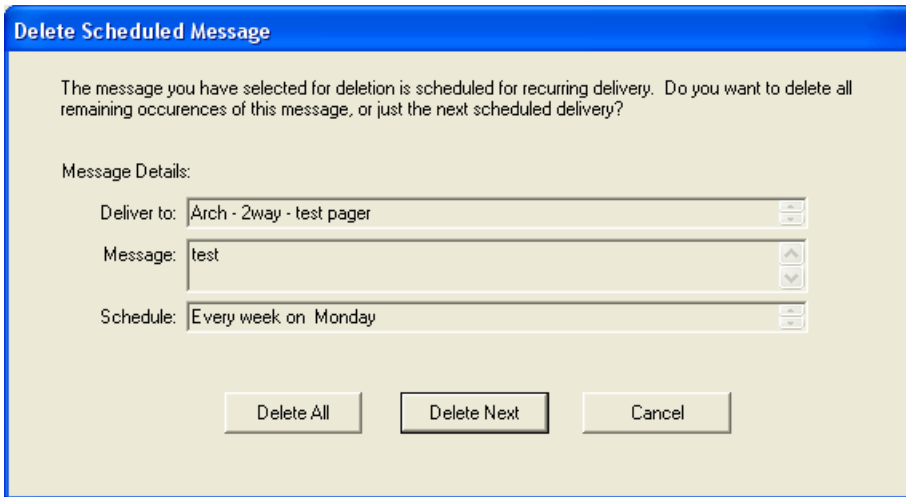 Delete Scheduled Message
The message you have selected for deletion is scheduled for recurring delivery.  Do you want to delete all
remaining occurences of this message, or just the next scheduled delivery?
Message Details:
Deliver to: Arch - 2way - test pager
Message: test
Schedule: Every week on  Monday
Delete All Delete Next Cancel